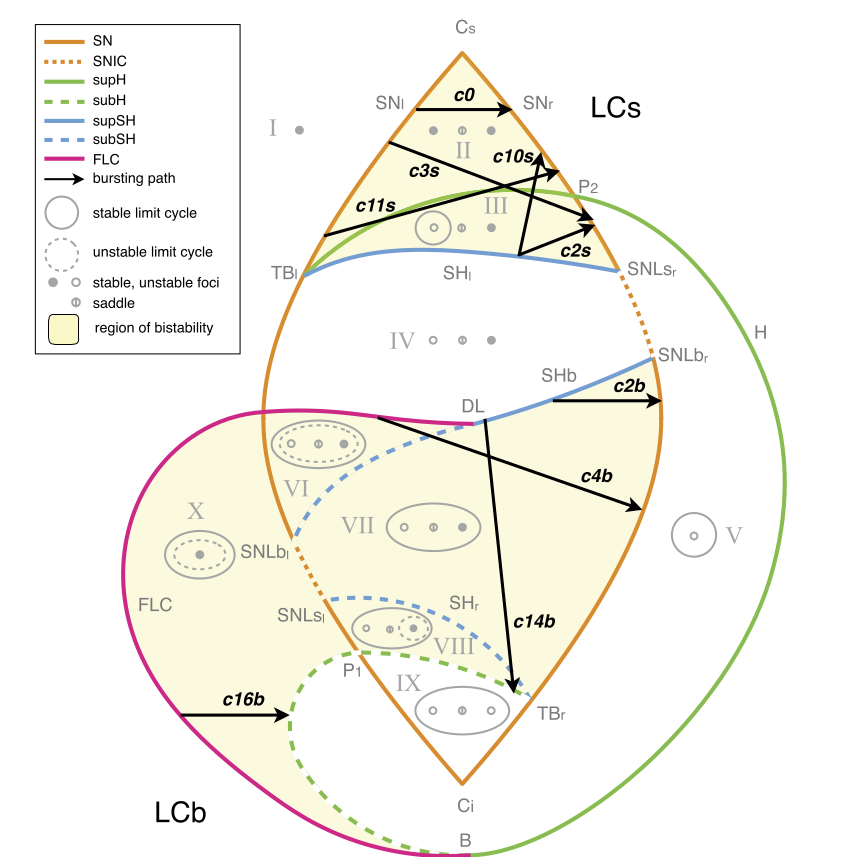 SN
SNIC
supH
subH
supSH
subSH
FLC
bursting path
stable limit cycle
unstable limit cycle
stable, unstable foci
saddle
region of bistability
Cs
SNl
c0
SNr
LCs
I
II
c10s
c3s
P2
c11s
III
c2s
TBl
SHl
SNLsr
H
IV
SNLbr
SHb
c2b
DL
c4b
VI
X
VII
V
SNLbl
FLC
SNLsl
SHr
c14b
VIII
P1
IX
c16b
TBr
Ci
LCb
B